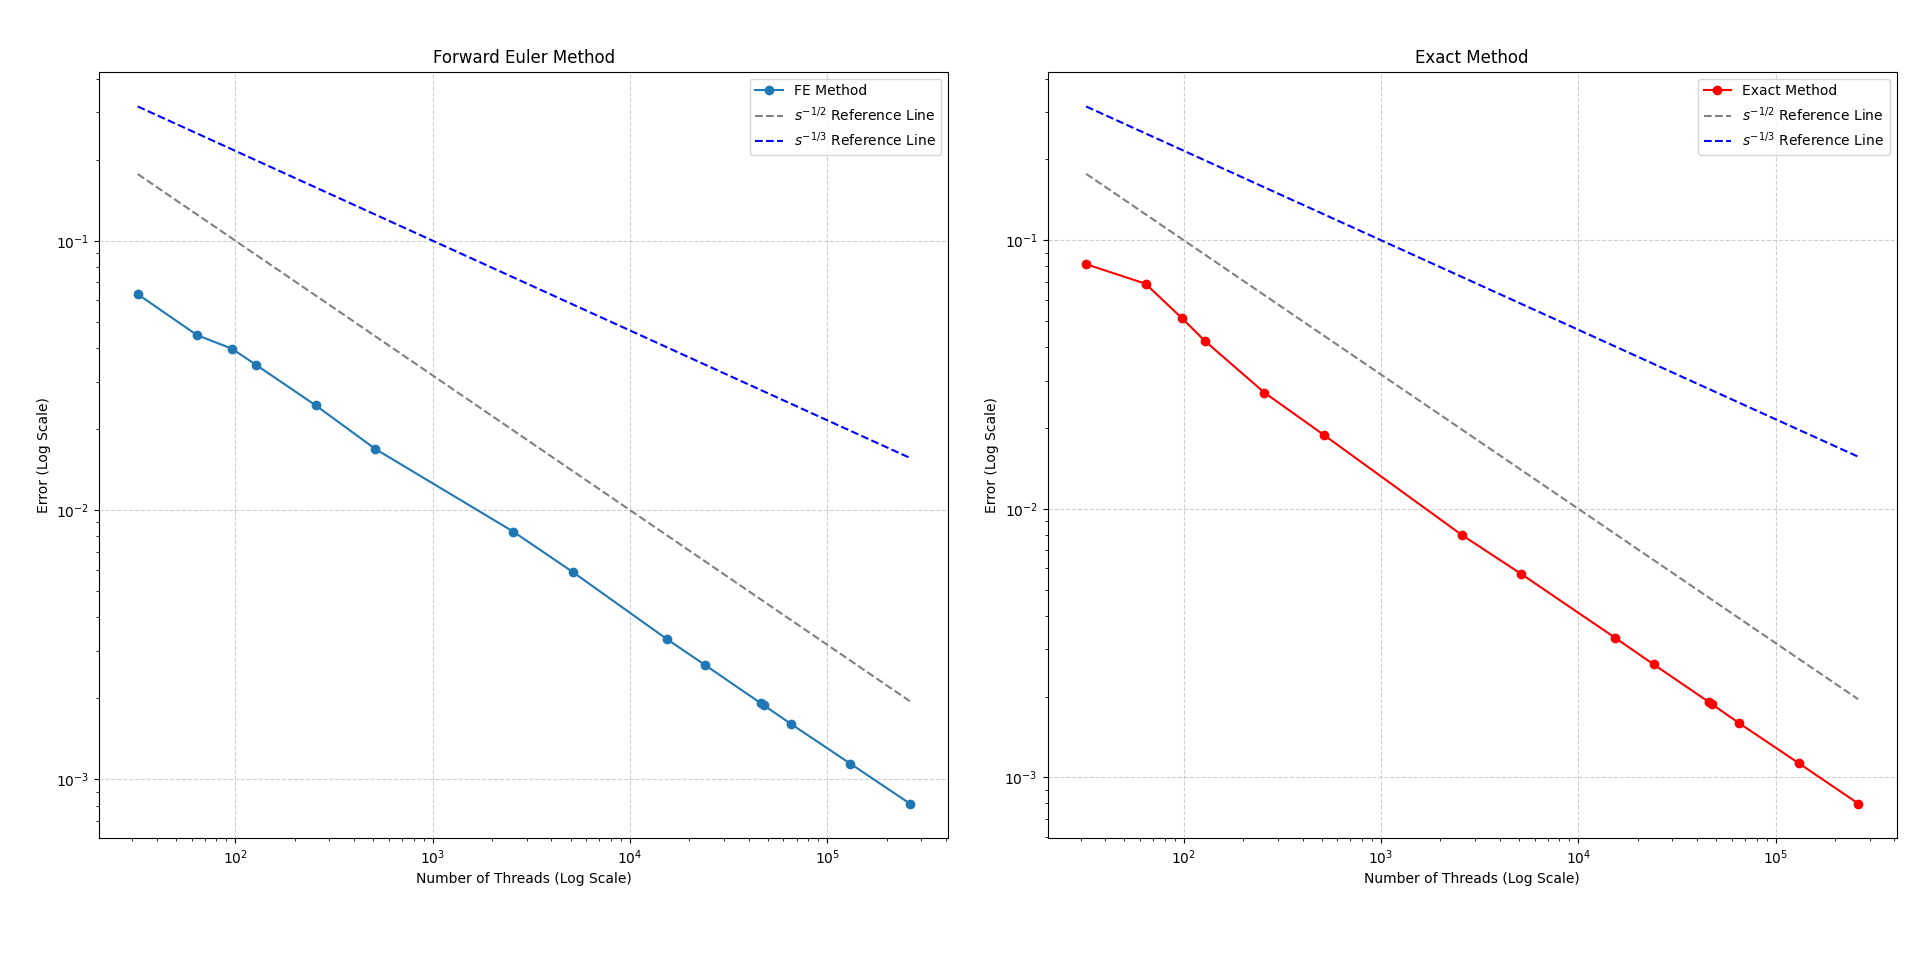 Forward Euler Method
FE Method
s^{-1/2} Reference Line
s^{-1/3} Reference Line
Error (Log Scale)
10^{-1}
10^{-2}
10^{-3}
10^2
10^3
10^4
10^5
Number of Threads (Log Scale)
Exact Method
Exact Method
s^{-1/2} Reference Line
s^{-1/3} Reference Line
Error (Log Scale)
10^{-1}
10^{-2}
10^{-3}
10^2
10^3
10^4
10^5
Number of Threads (Log Scale)